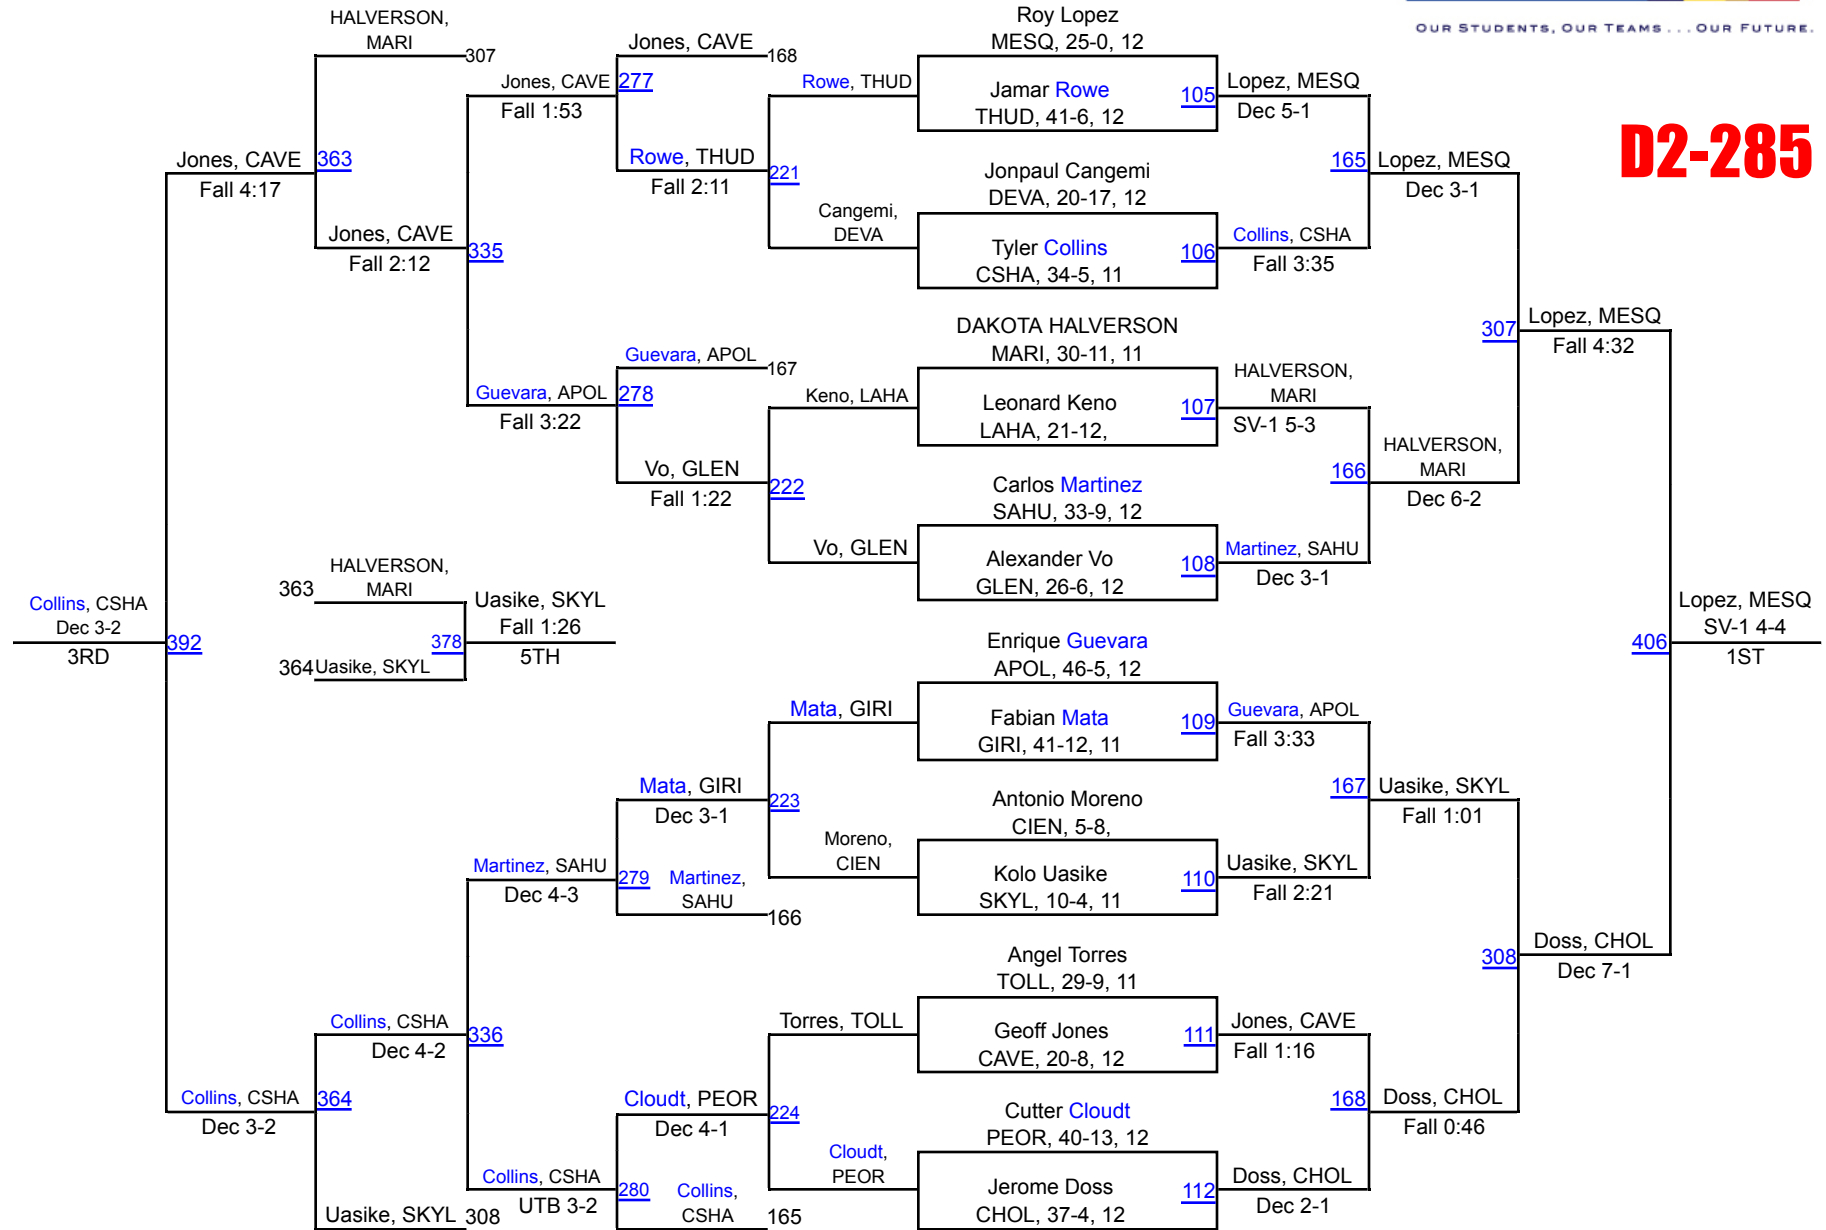 OUR STUDENTS, OUR TEAMS . . . OUR FUTURE.
D2-285
HALVERSON,
MARI
307
Jones, CAVE
Fall 4:17
363
Jones, CAVE
Fall 2:12
335
Jones, CAVE
Fall 1:53
277
Jones, CAVE
168
Rowe, THUD
Fall 2:11
221
Rowe, THUD
Cangemi,
DEVA
Guevara, APOL
Fall 3:22
278
Guevara, APOL
167
Vo, GLEN
Fall 1:22
222
Keno, LAHA
Vo, GLEN
Collins, CSHA
Dec 3-2
3RD
392
363
HALVERSON,
MARI
364
Uasike, SKYL
378
Uasike, SKYL
Fall 1:26
5TH
Mata, GIRI
Mata, GIRI
Dec 3-1
223
Moreno,
CIEN
Martinez, SAHU
Dec 4-3
279
Martinez,
SAHU
166
Collins, CSHA
Dec 4-2
336
Collins, CSHA
Dec 3-2
364
Uasike, SKYL
308
Collins, CSHA
UTB 3-2
280
Cloudt, PEOR
Dec 4-1
224
Collins,
CSHA
165
Torres, TOLL
Cloudt,
PEOR
Roy Lopez
MESQ, 25-0, 12
Jamar Rowe
THUD, 41-6, 12
105
Lopez, MESQ
Dec 5-1
Jonpaul Cangemi
DEVA, 20-17, 12
Tyler Collins
CSHA, 34-5, 11
106
Collins, CSHA
Fall 3:35
165
Lopez, MESQ
Dec 3-1
DAKOTA HALVERSON
MARI, 30-11, 11
Leonard Keno
LAHA, 21-12,
107
HALVERSON,
MARI
SV-1 5-3
Carlos Martinez
SAHU, 33-9, 12
Alexander Vo
GLEN, 26-6, 12
108
Martinez, SAHU
Dec 3-1
166
HALVERSON,
MARI
Dec 6-2
307
Lopez, MESQ
Fall 4:32
Enrique Guevara
APOL, 46-5, 12
Fabian Mata
GIRI, 41-12, 11
109
Guevara, APOL
Fall 3:33
Antonio Moreno
CIEN, 5-8,
Kolo Uasike
SKYL, 10-4, 11
110
Uasike, SKYL
Fall 2:21
167
Uasike, SKYL
Fall 1:01
Angel Torres
TOLL, 29-9, 11
Geoff Jones
CAVE, 20-8, 12
111
Jones, CAVE
Fall 1:16
Cutter Cloudt
PEOR, 40-13, 12
Jerome Doss
CHOL, 37-4, 12
112
Doss, CHOL
Dec 2-1
168
Doss, CHOL
Fall 0:46
308
Doss, CHOL
Dec 7-1
406
Lopez, MESQ
SV-1 4-4
1ST